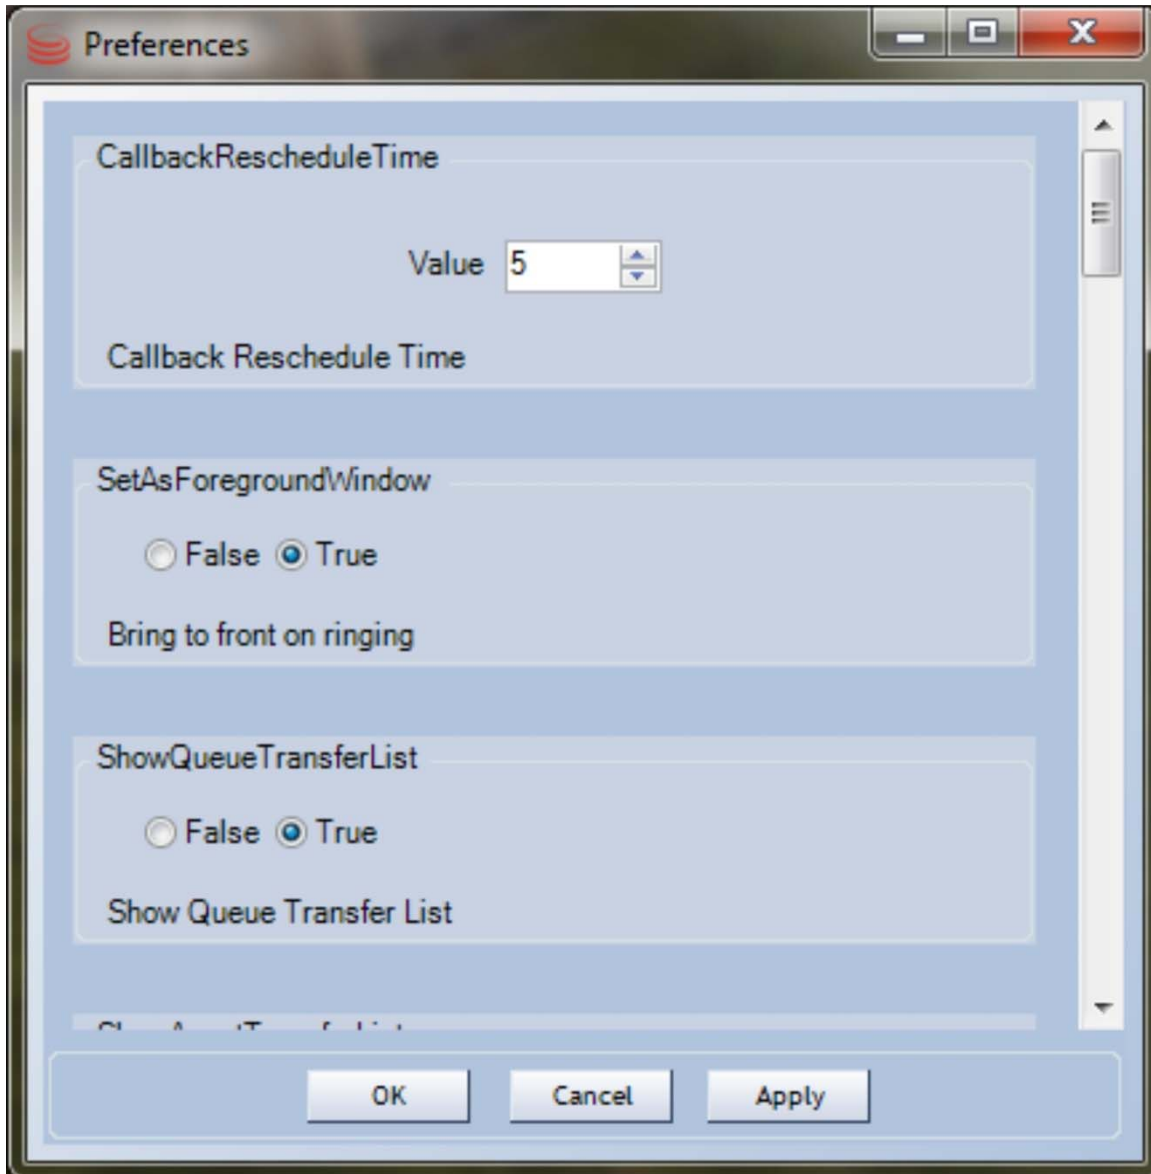 Preferences
CallbackRescheduleTime
Value 5
Callback Reschedule Time
SetAsForegroundWindow
False True
Bring to front on ringing
ShowQueueTransferList
False True
Show Queue Transfer List
OK Cancel Apply